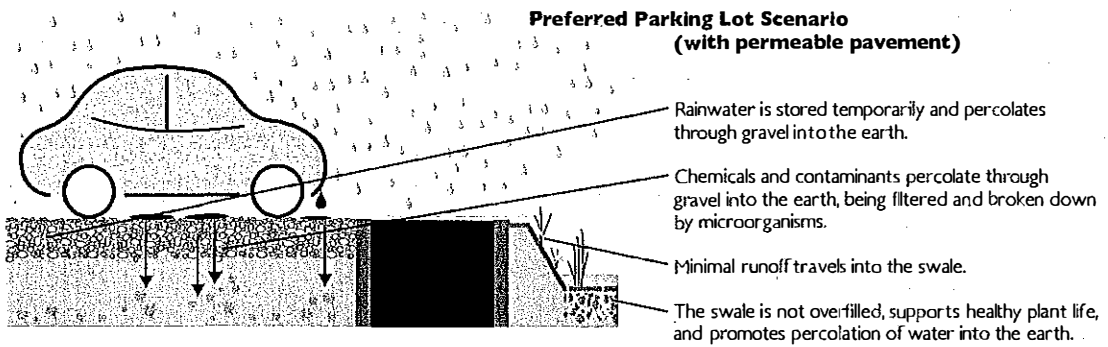 Preferred Parking Lot Scenario
(with permeable pavement)
Rainwater is stored temporarily and percolates
through gravel into the earth.
Chemicals and contaminants percolate through
gravel into the earth, being filtered and broken down
by microorganisms.
Minimal runoff travels into the swale.
The swale is not overfilled, supports healthy plant life,
and promotes percolation of water into the earth.